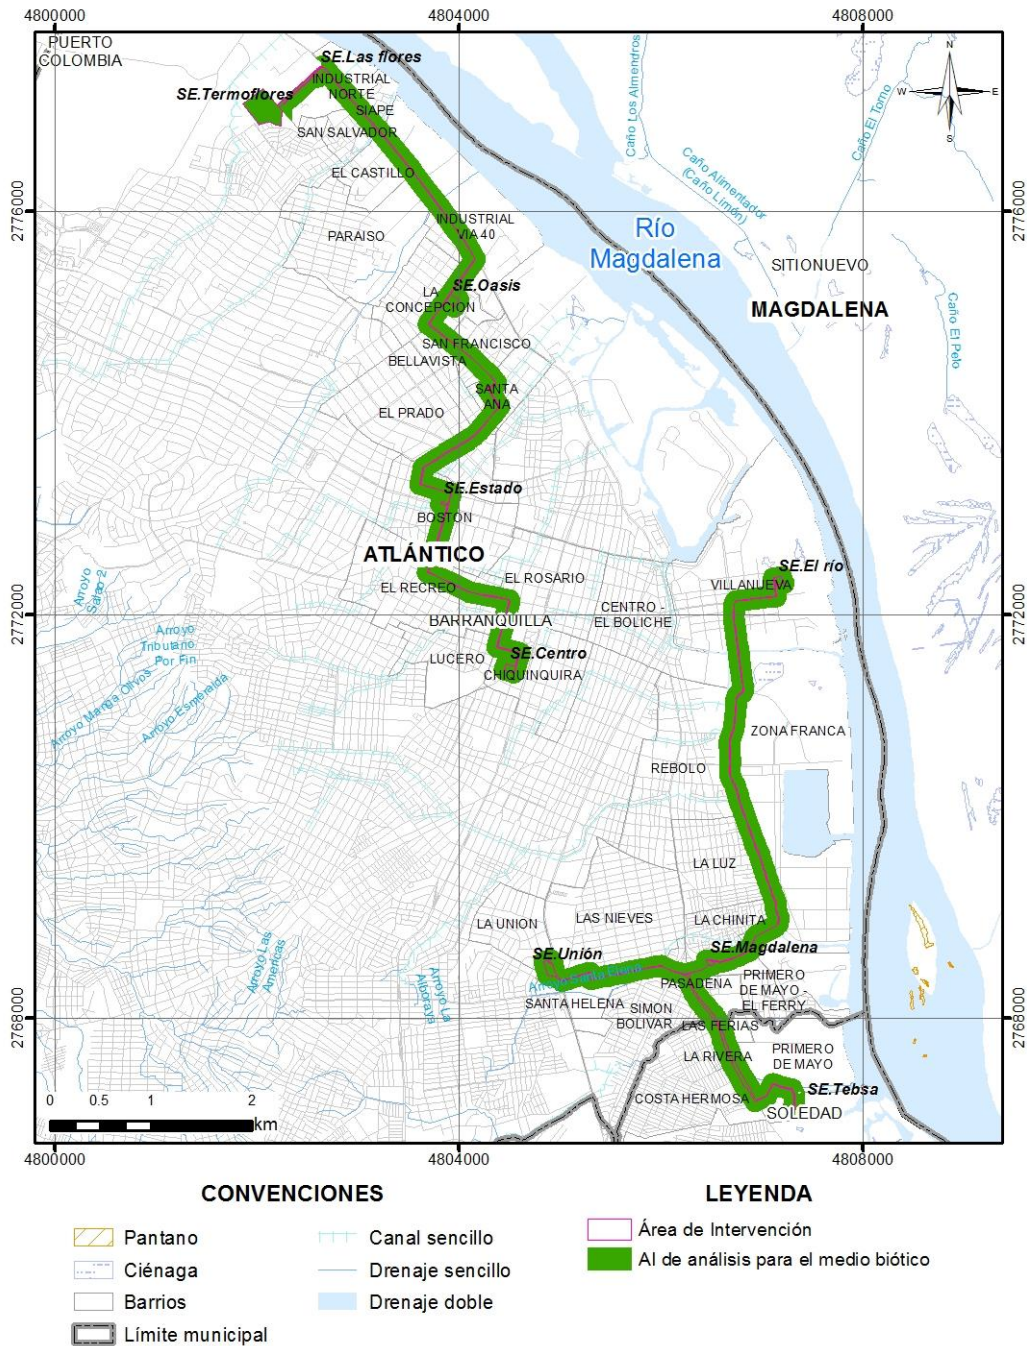 4800000
4804000
4808000
PUERTO
COLOMBIA
SE.Las flores
INDUSTRIAL
NORTE
SE.Termoflores
SIAPE
SAN SALVADOR
EL CASTILLO
Caño Los Almendros
Caño El Torno
Caño Alimentador
(Caño Limón)
N
W
E
S
2776000
2776000
INDUSTRIAL
VIA 40
PARAISO
Río
Magdalena
SITIONUEVO
SE.Oasis
LA
CONCEPCION
MAGDALENA
Caño El Pelo
SAN FRANCISCO
BELLAVISTA
SANTA
ANA
EL PRADO
SE.Estado
BOSTON
ATLÁNTICO
SE.El río
EL ROSARIO
VILLANUEVA
EL RECREO
Arroyo
Salao 2
2772000
2772000
CENTRO -
EL BOLICHE
BARRANQUILLA
Arroyo
Tributario
Por Fin
LUCERO
SE.Centro
CHIQUINQUIRA
Arroyo Manga Olivos
Arroyo Esmeralda
ZONA FRANCA
REBOLO
LA LUZ
LA UNION
LAS NIEVES
LA CHINITA
SE.Unión
SE.Magdalena
Arroyo Las
Americas
Arroyo La
Alboraya
PASADENA
PRIMERO
DE MAYO -
EL FERRY
SANTA HELENA
SIMON
BOLIVAR
LAS FERIAS
2768000
2768000
LA RIVERA
PRIMERO
DE MAYO
COSTA HERMOSA
SE.Tebsa
SOLEDAD
0 0.5 1 2
km
4800000
4804000
4808000
CONVENCIONES
Pantano
Ciénaga
Barrios
Límite municipal
Canal sencillo
Drenaje sencillo
Drenaje doble
LEYENDA
Área de Intervención
AI de análisis para el medio biótico